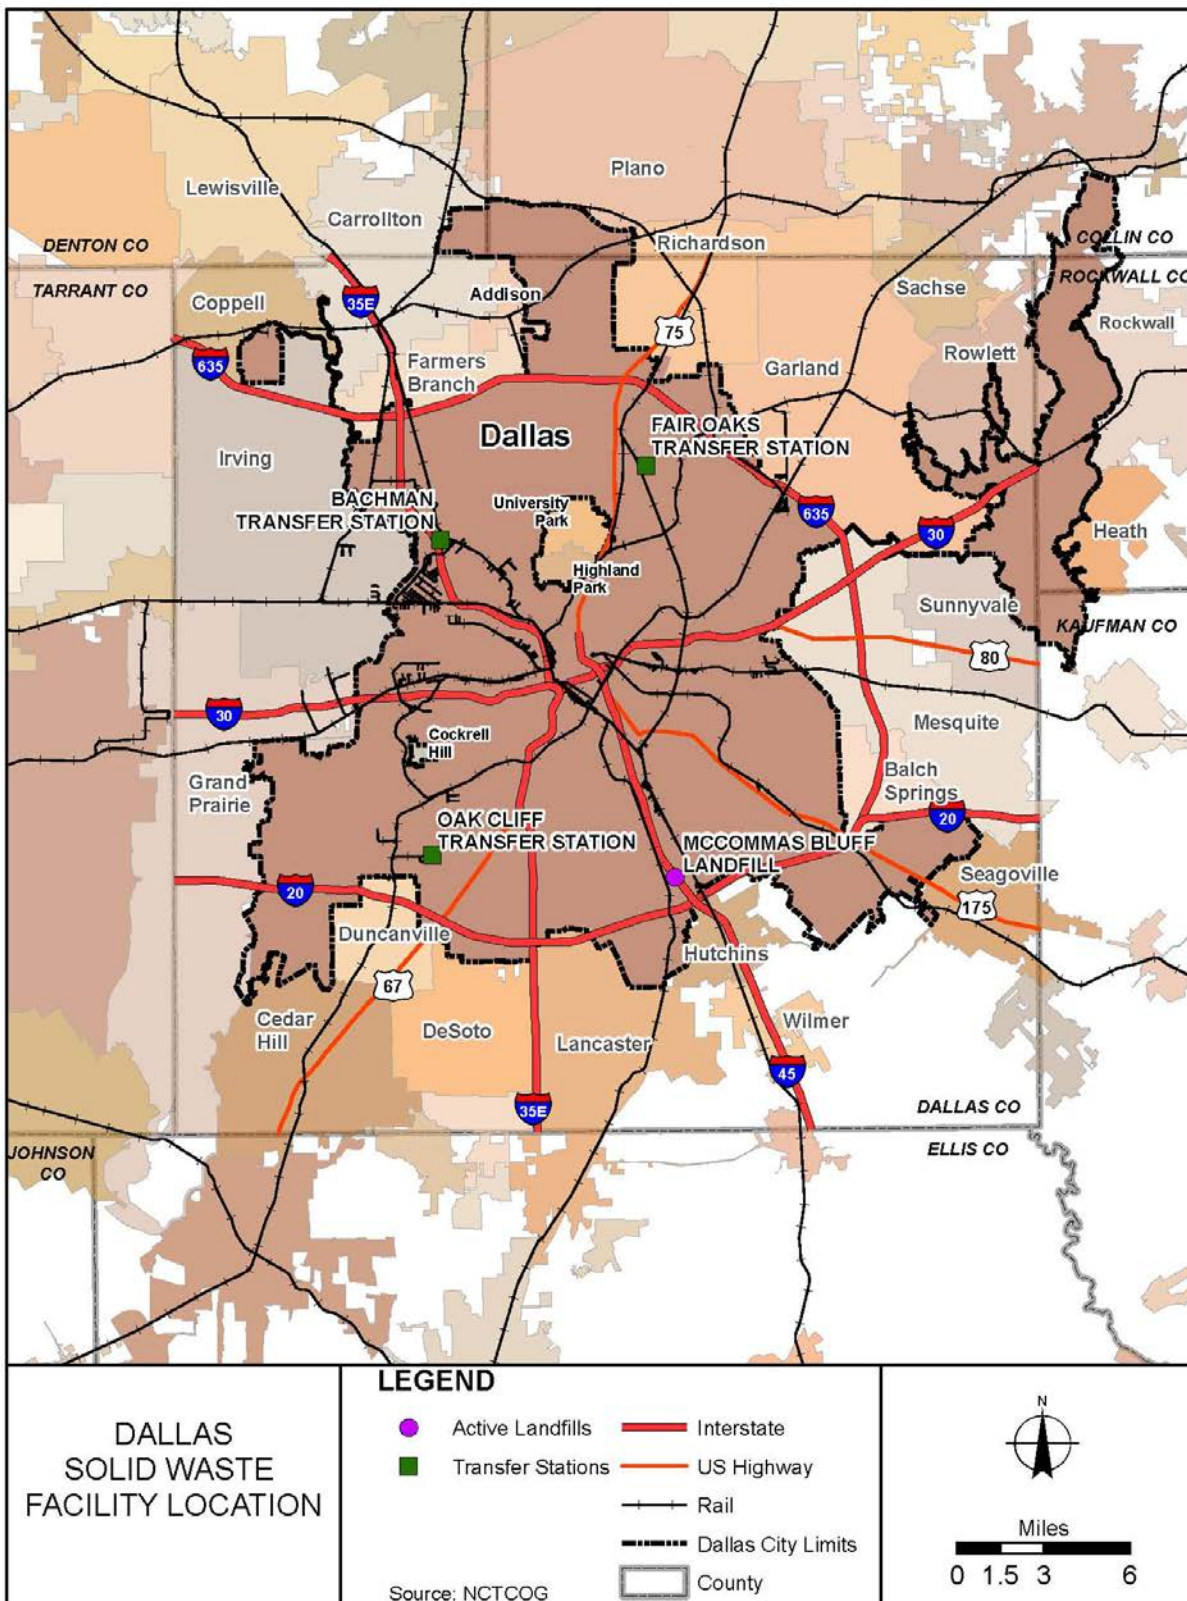 Plano
Lewisville
Carrollton
Richardson
DENTON CO
COLLIN CO
TARRANT CO
ROCKWALL CO
Coppell
35E
Addison
Sachse
Rockwall
75
635
Farmers
Branch
Garland
Rowlett
Dallas
FAIR OAKS
TRANSFER STATION
Irving
BACHMAN
TRANSFER STATION
University
Park
635
30
Heath
Highland
Park
Sunnyvale
KAUFMAN CO
80
30
Cockrell
Hill
Mesquite
Grand
Prairie
Balch
Springs
20
OAK CLIFF
TRANSFER STATION
MCCOMMAS BLUFF
LANDFILL
Seagoville
20
175
Duncanville
Hutchins
67
Cedar
Hill
DeSoto
Lancaster
Wilmer
45
35E
DALLAS CO
ELLIS CO
JOHNSON
CO
DALLAS
SOLID WASTE
FACILITY LOCATION
LEGEND
Active Landfills
Transfer Stations
Interstate
US Highway
Rail
Dallas City Limits
County
Source: NCTCOG
N
Miles
0 1.5 3 6